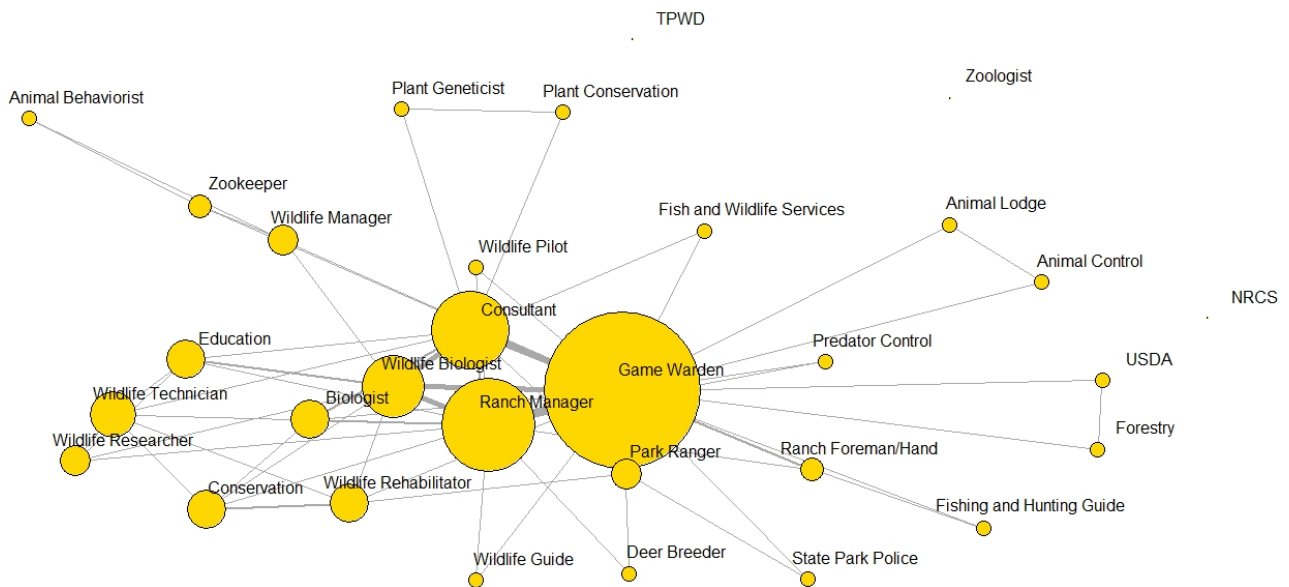 TPWD
Zoologist
Plant Geneticist
Plant Conservation
Animal Behaviorist
Zookeeper
Wildlife Manager
Fish and Wildlife Services
Animal Lodge
Wildlife Pilot
Animal Control
NRCS
Consultant
Education
Predator Control
USDA
Wildlife Biologist
Game Warden
Wildlife Technician
Biologist
Ranch Manager
Forestry
Wildlife Researcher
Park Ranger
Ranch Foreman/Hand
Conservation
Wildlife Rehabilitator
Fishing and Hunting Guide
Wildlife Guide
Deer Breeder
State Park Police